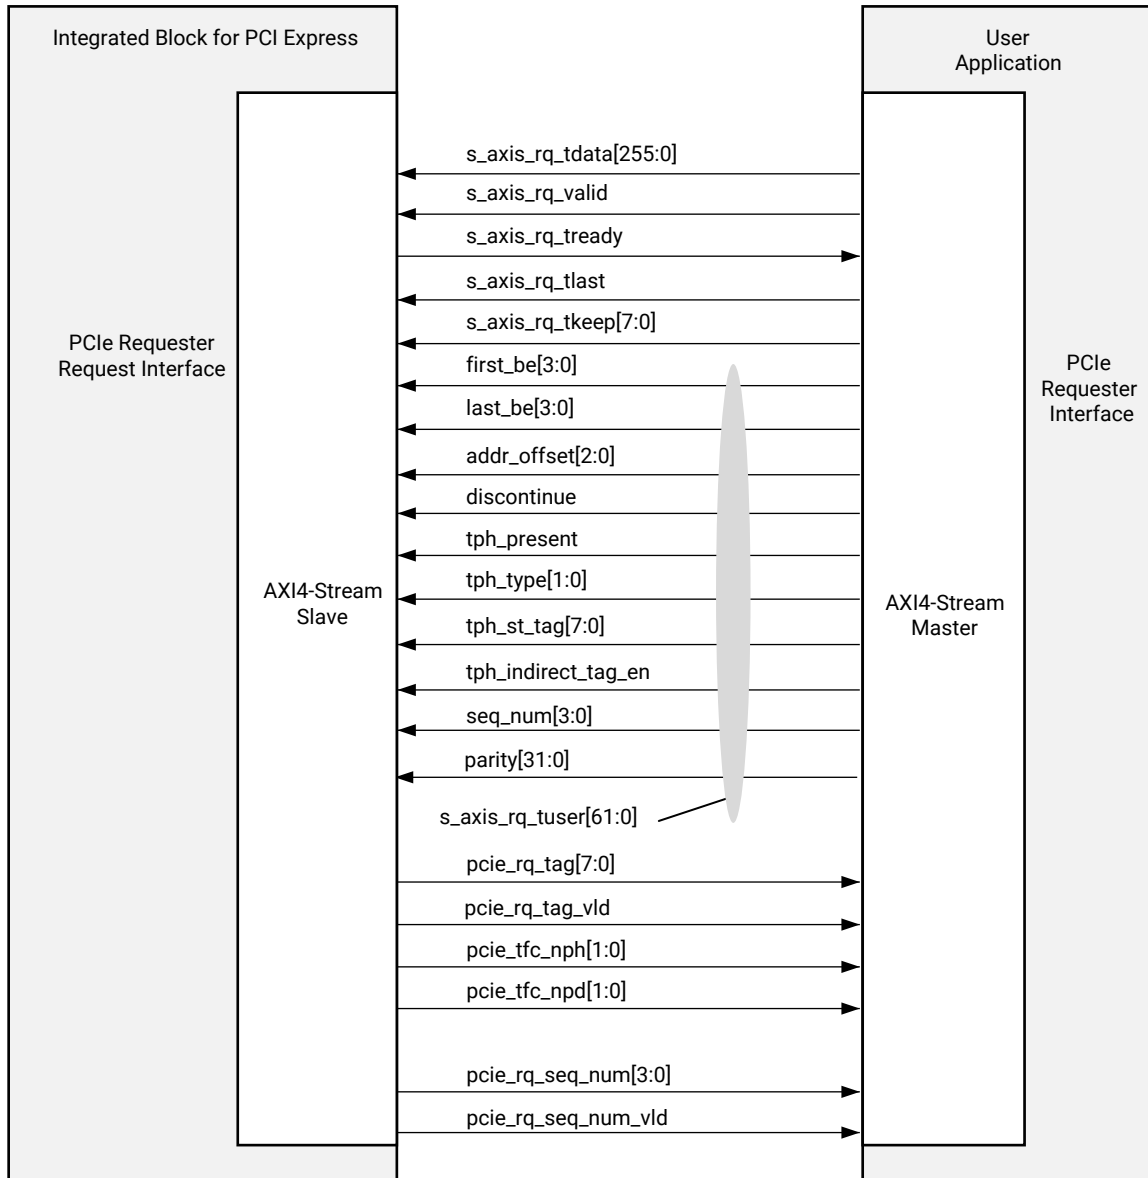 Integrated Block for PCI Express
User
Application
s_axis_rq_tdata[255:0]
s_axis_rq_valid
s_axis_rq_tready
s_axis_rq_tlast
s_axis_rq_tkeep[7:0]
PCIe Requester
Request Interface
first_be[3:0]
PCIe
Requester
Interface
last_be[3:0]
addr_offset[2:0]
discontinue
tph_present
tph_type[1:0]
AXI4-Stream
Slave
AXI4-Stream
Master
tph_st_tag[7:0]
tph_indirect_tag_en
seq_num[3:0]
parity[31:0]
s_axis_rq_tuser[61:0]
pcie_rq_tag[7:0]
pcie_rq_tag_vld
pcie_tfc_nph[1:0]
pcie_tfc_npd[1:0]
pcie_rq_seq_num[3:0]
pcie_rq_seq_num_vld